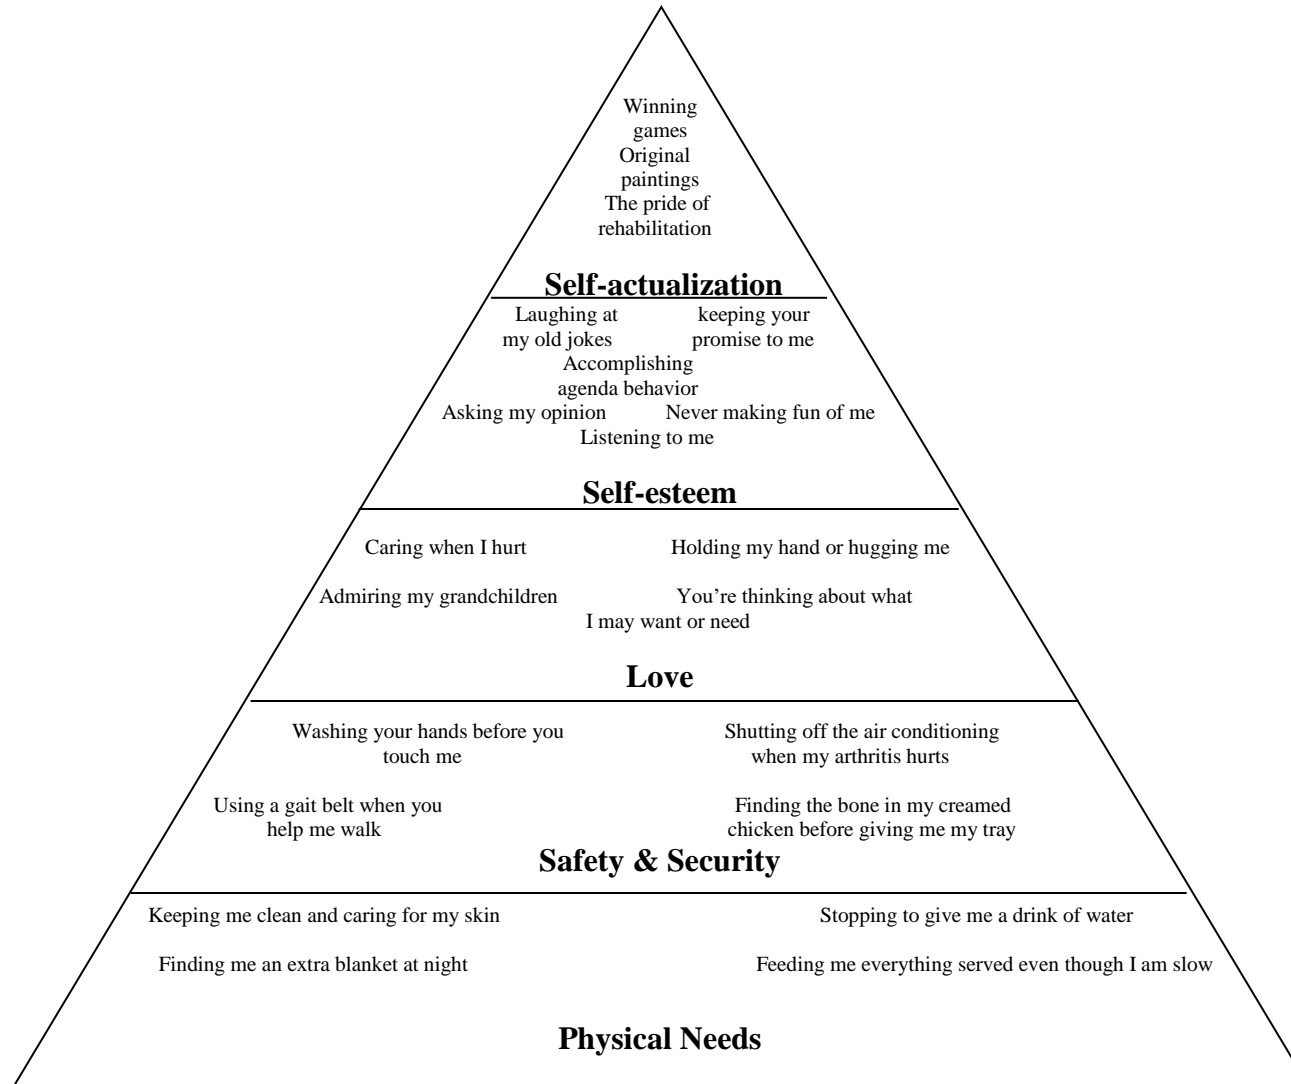 Winning
games
Original
paintings
The pride of
rehabilitation
Self-actualization
Laughing at keeping your
my old jokes promise to me
Accomplishing
agenda behavior
Asking my opinion Never making fun of me
Listening to me
Self-esteem
Caring when I hurt Holding my hand or hugging me
Admiring my grandchildren You're thinking about what
I may want or need
Love
Washing your hands before you Shutting off the air conditioning
touch me when my arthritis hurts
Using a gait belt when you Finding the bone in my creamed
help me walk chicken before giving me my tray
Safety & Security
Keeping me clean and caring for my skin Stopping to give me a drink of water
Finding me an extra blanket at night Feeding me everything served even though I am slow
Physical Needs